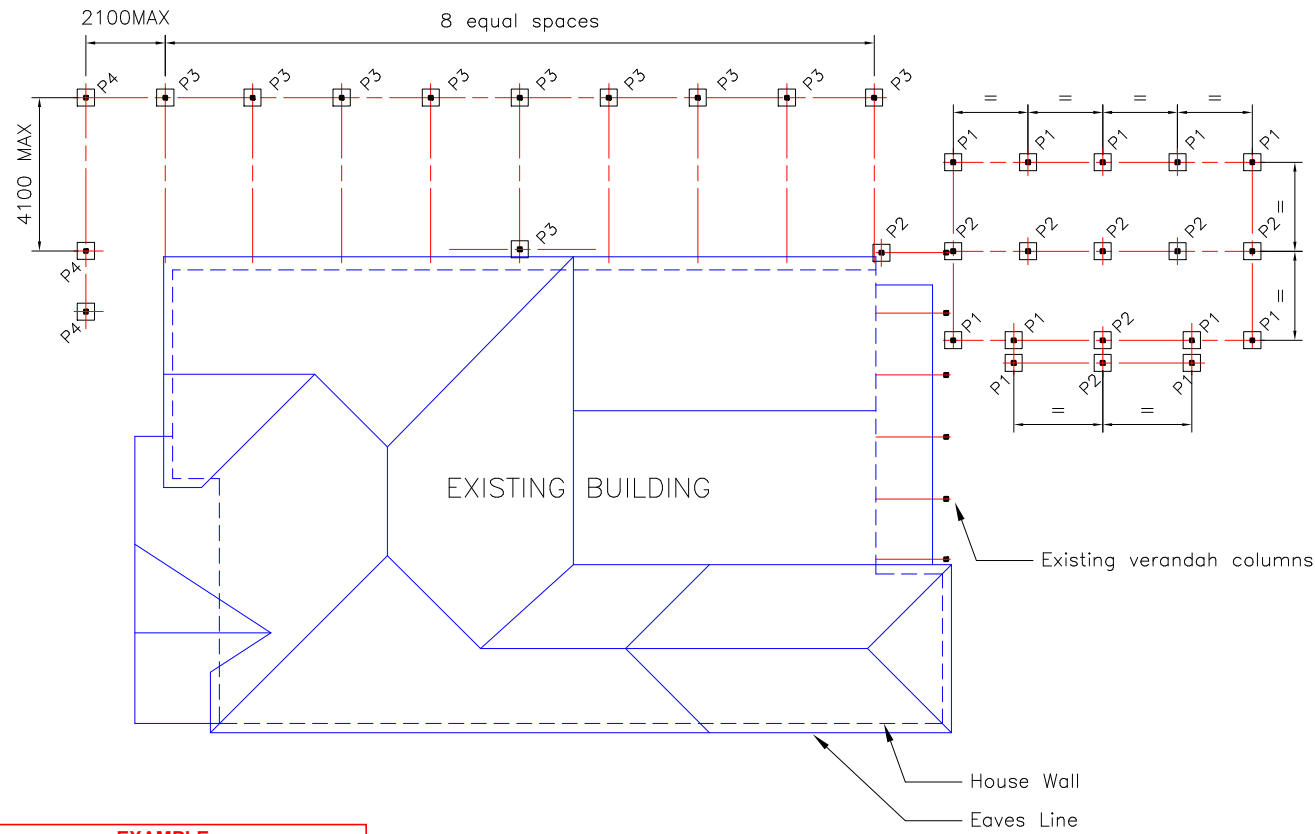 2100MAX
8 equal spaces
P4 P3 P3 P3 P3 P3 P3 P3 P3 P3
= = = =
P1 P1 P1 P1 P1
4100 MAX
=
P4 P3 P2 P2 P2 P2 P2 P2
=
P4
P1 P1 P2 P1 P1
P1 P2 P1
= =
EXISTING BUILDING
Existing verandah columns
House Wall
Eaves Line
EXAMPLE